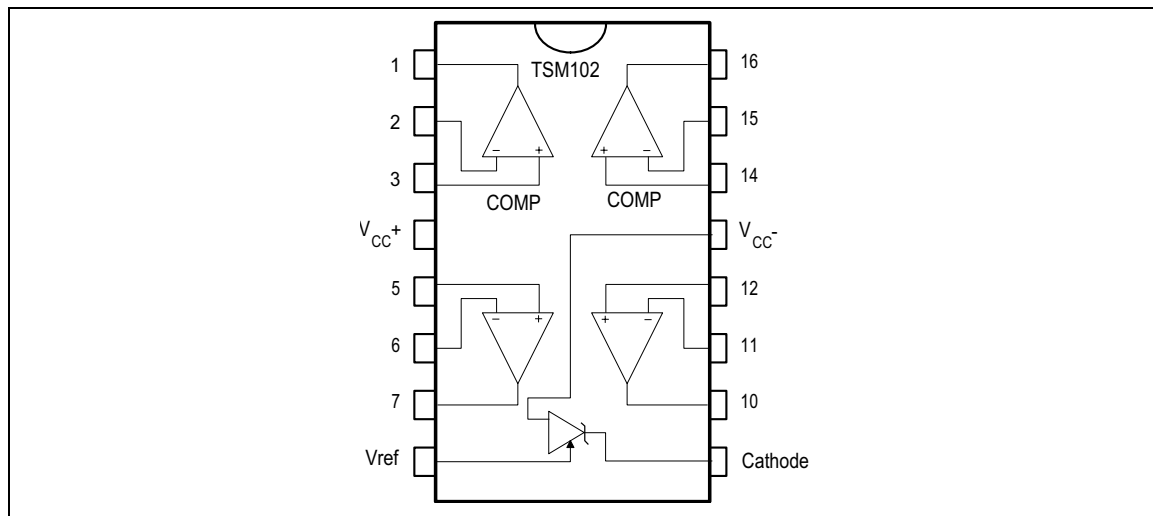 TSM102
1
16
2
15
- +
+ -
3
14
COMP
COMP
VCC+
VCC-
5
12
- +
+ -
6
11
7
10
Vref
Cathode